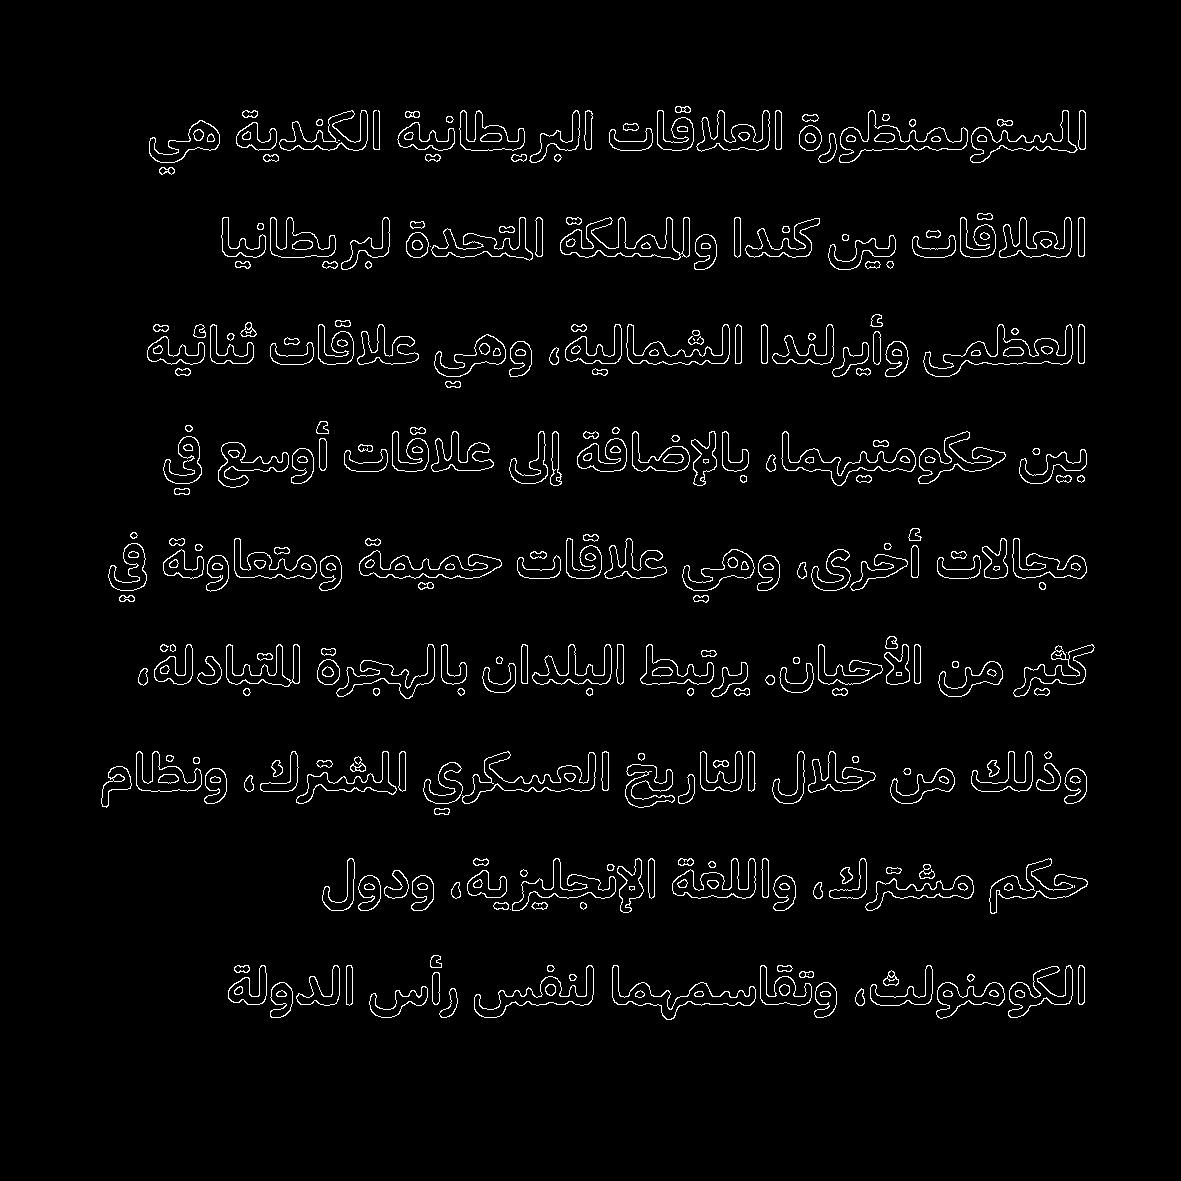 المستوىمنظورة العلاقات البريطانية الكندية هي
العلاقات بين كندا والمملكة المتحدة لبريطانيا
العظمى وأيرلندا الشمالية، وهي علاقات ثنائية
بين حكومتيهما، بالإضافة إلى علاقات أوسع في
مجالات أخرى، وهي علاقات حميمة ومتعاونة في
كثير من الأحيان. يرتبط البلدان بالهجرة المتبادلة،
وذلك من خلال التاريخ العسكري المشترك، ونظام
حكم مشترك، واللغة الإنجليزية، ودول
الكومنولث، وتقاسمهما لنفس رأس الدولة